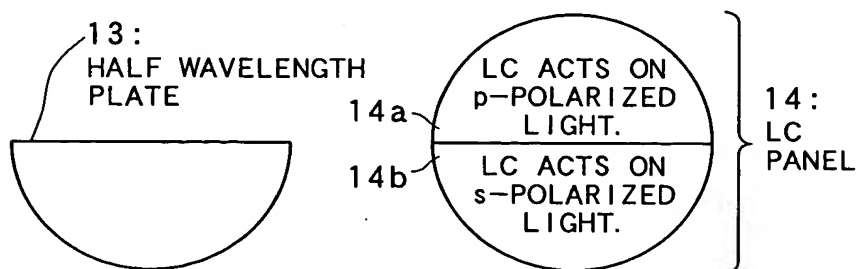 13:
HALF WAVELENGTH
PLATE
LC ACTS ON
p-POLARIZED
LIGHT.
14a
14b
LC ACTS ON
s-POLARIZED
LIGHT.
14:
LC
PANEL